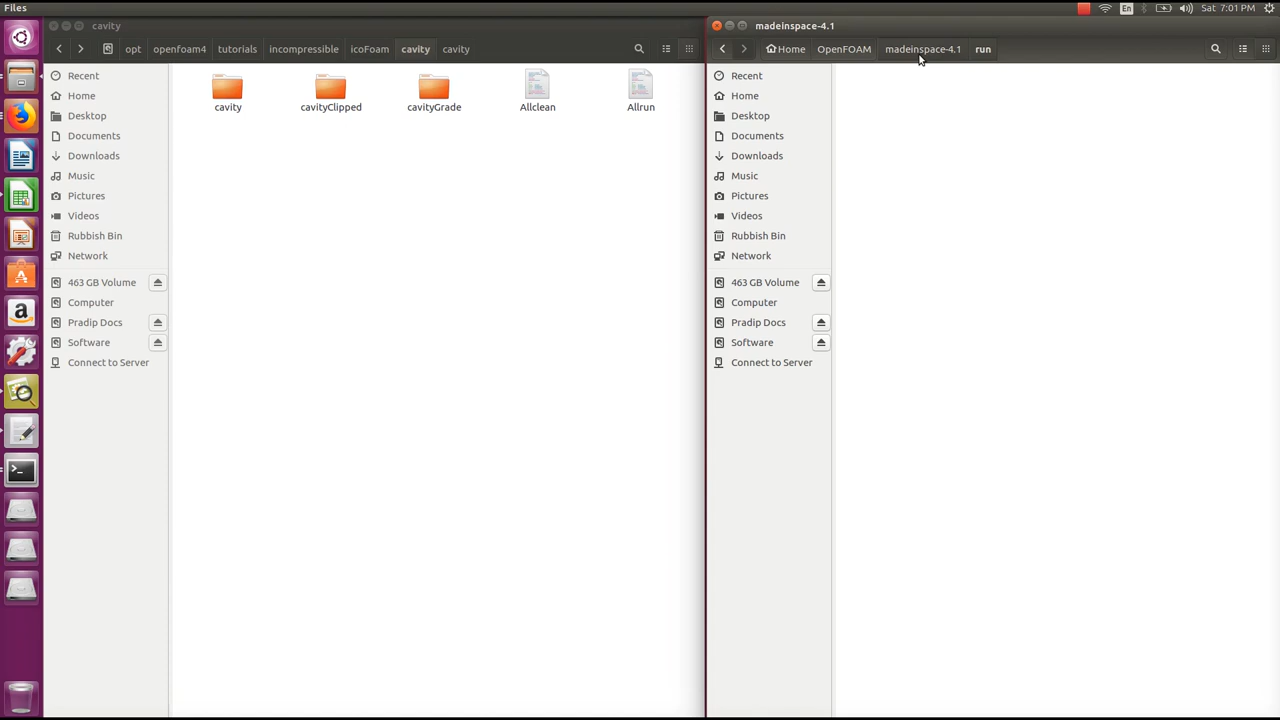 Files
En
Sat 7:01 PM
cavity
opt
openfoam4
tutorials
incompressible
icoFoam
cavity
cavity
Recent
Home
Desktop
Documents
Downloads
Music
Pictures
Videos
Rubbish Bin
Network
463 GB Volume
Computer
Pradip Docs
Software
Connect to Server
cavity
cavityClipped
cavityGrade
Allclean
Allrun
madeinspace-4.1
Home
OpenFOAM
madeinspace-4.1
run
Recent
Home
Desktop
Documents
Downloads
Music
Pictures
Videos
Rubbish Bin
Network
463 GB Volume
Computer
Pradip Docs
Software
Connect to Server